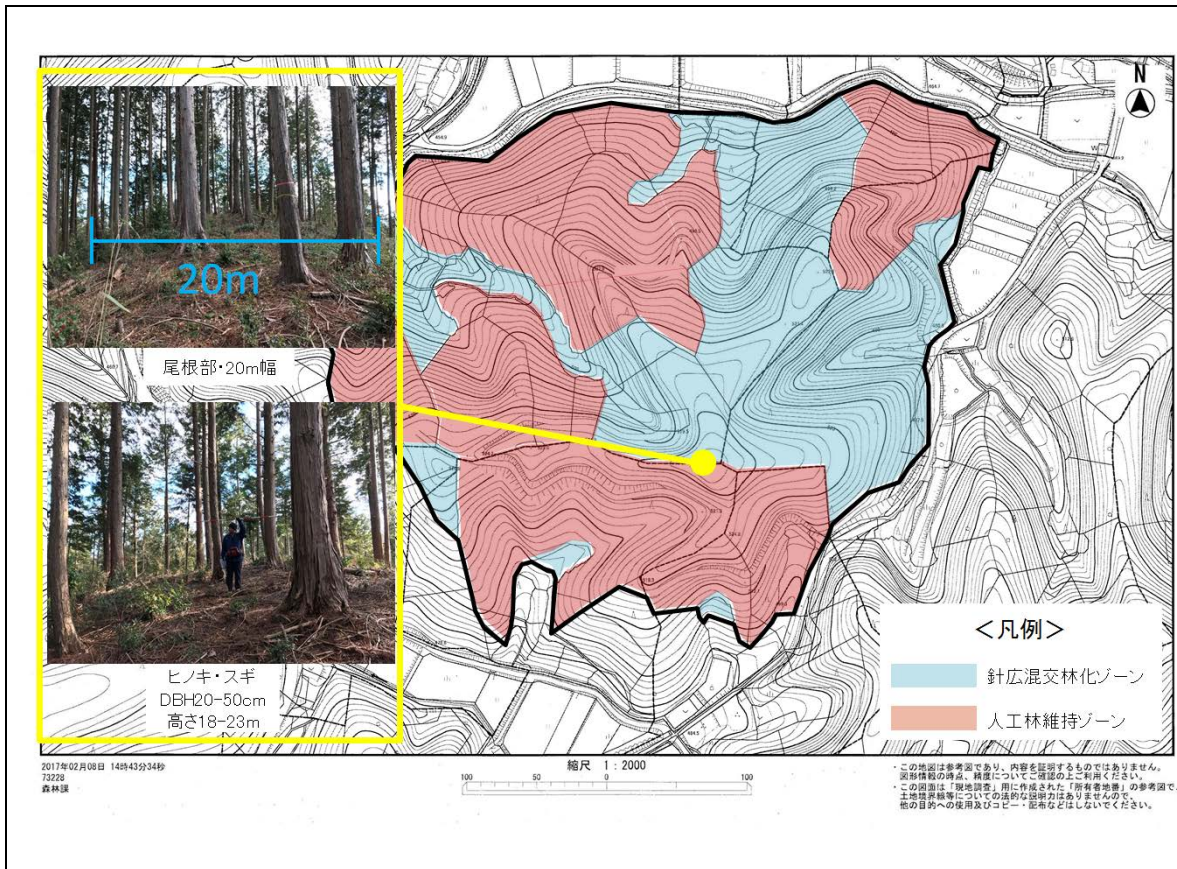 N
20m
尾根部・20m幅
ヒノキ・スギ
DBH20-50cm
高さ18-23m
＜凡例＞
針広混交林化ゾーン
人工林維持ゾーン
2017年02月08日 14時43分34秒
73228
森林課
縮尺 1：2000
100 50 0 100
・この地図は参考図であり、内容を証明するものではありません。
図形情報の時点、精度についてご確認の上ご利用ください。
・この図面は「現地調査」用に作成された「所有者地番」の参考図で、
土地境界線等についての法的な説明力はありませんので、
他の目的への使用及びコピー・配布などはしないでください。